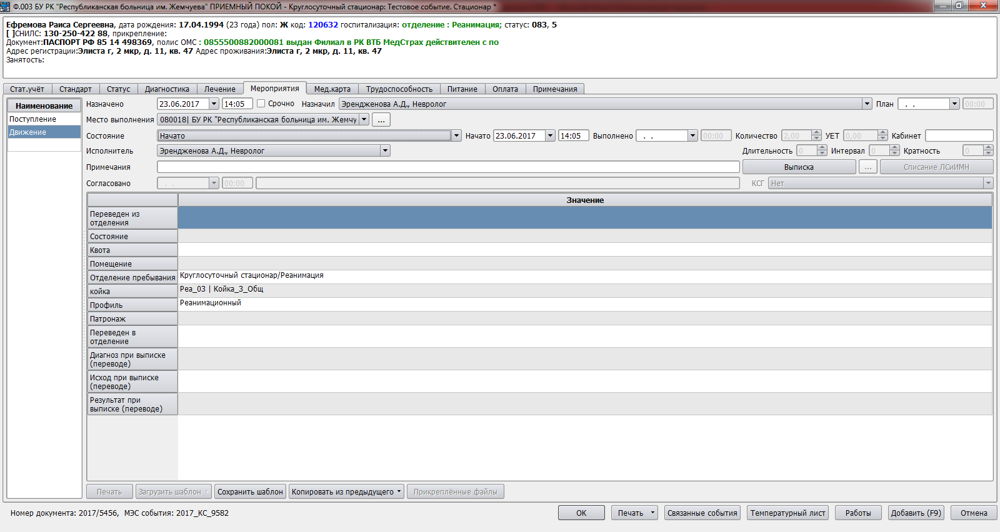 Ф.003 БУ РК "Республиканская больница им. Жемчуева" ПРИЕМНЫЙ ПОКОЙ - Круглосуточный стационар: Тестовое событие. Стационар *
Ефремова Раиса Сергеевна, дата рождения: 17.04.1994 (23 года) пол: Ж код: 120632 госпитализация: отделение : Реанимация; статус: 083, 5
[ ]СНИЛС: 130-250-422 88, прикрепление:
Документ:ПАСПОРТ РФ 85 14 498369, полис ОМС : 0855500882000081 выдан Филиал в РК ВТБ МедСтрах действителен с по
Адрес регистрации:Элиста г, 2 мкр, д. 11, кв. 47 Адрес проживания:Элиста г, 2 мкр, д. 11, кв. 47
Занятость:
Стат.учёт Стандарт Статус Диагностика Лечение Мероприятия Мед.карта Трудоспособность Питание Оплата Примечания
Наименование
Поступление
Движение
Назначено 23.06.2017 14:05 Срочно Назначил Эрендженова А.Д., Невролог План . . 00:00
Место выполнения 080018| БУ РК "Республиканская больница им. Жемчу ...
Состояние Начато Начато 23.06.2017 14:05 Выполнено . . 00:00 Количество 2,00 УЕТ 0,00 Кабинет
Исполнитель Эрендженова А.Д., Невролог Длительность 0 Интервал 0 Кратность 0
Примечания Выписка ... Списание ЛСиИМН
Согласовано . . 00:00 КСГ Нет
Значение
Переведен из
отделения
Состояние
Квота
Помещение
Отделение пребывания Круглосуточный стационар/Реанимация
койка Реа_03 | Койка_3_Общ
Профиль Реанимационный
Патронаж
Переведен в
отделение
Диагноз при выписке
(переводе)
Исход при выписке
(переводе)
Результат при
выписке (переводе)
Печать Загрузить шаблон Сохранить шаблон Копировать из предыдущего Прикреплённые файлы
Номер документа: 2017/5456, МЭС события: 2017_КС_9582 ОК Печать Связанные события Температурный лист Работы Добавить (F9) Отмена